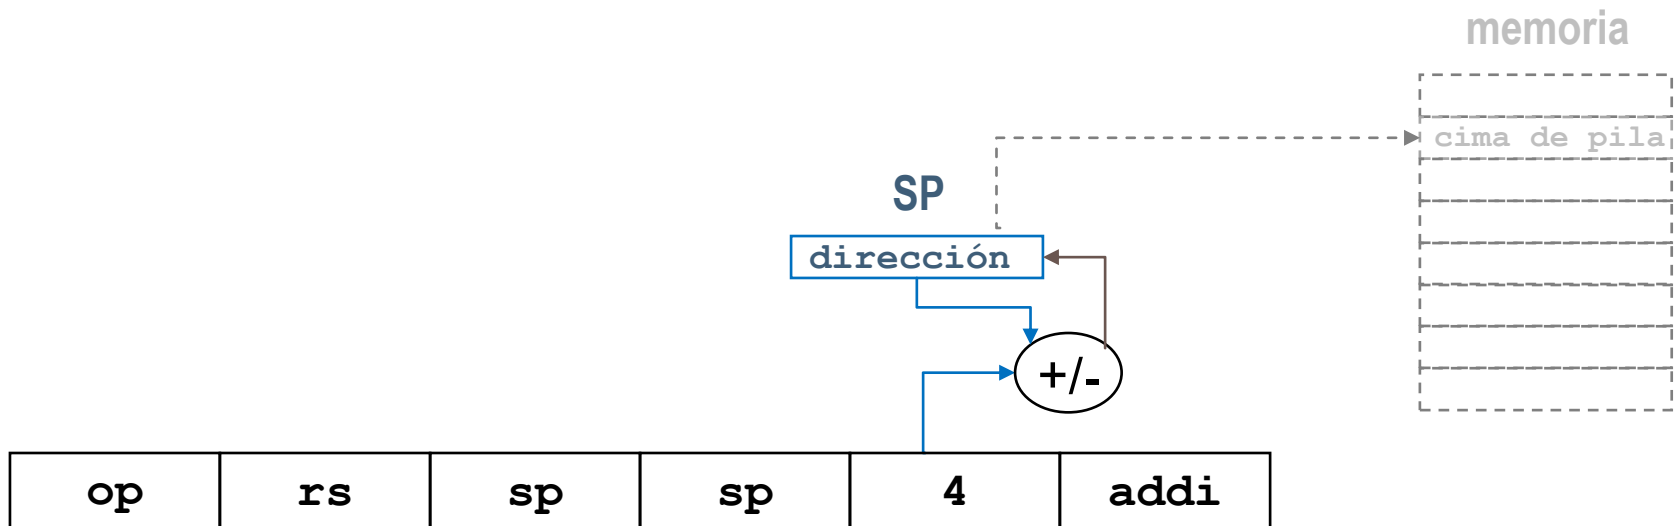 memoria
cima de pila
SP
dirección
+/-
op rs sp sp 4 addi